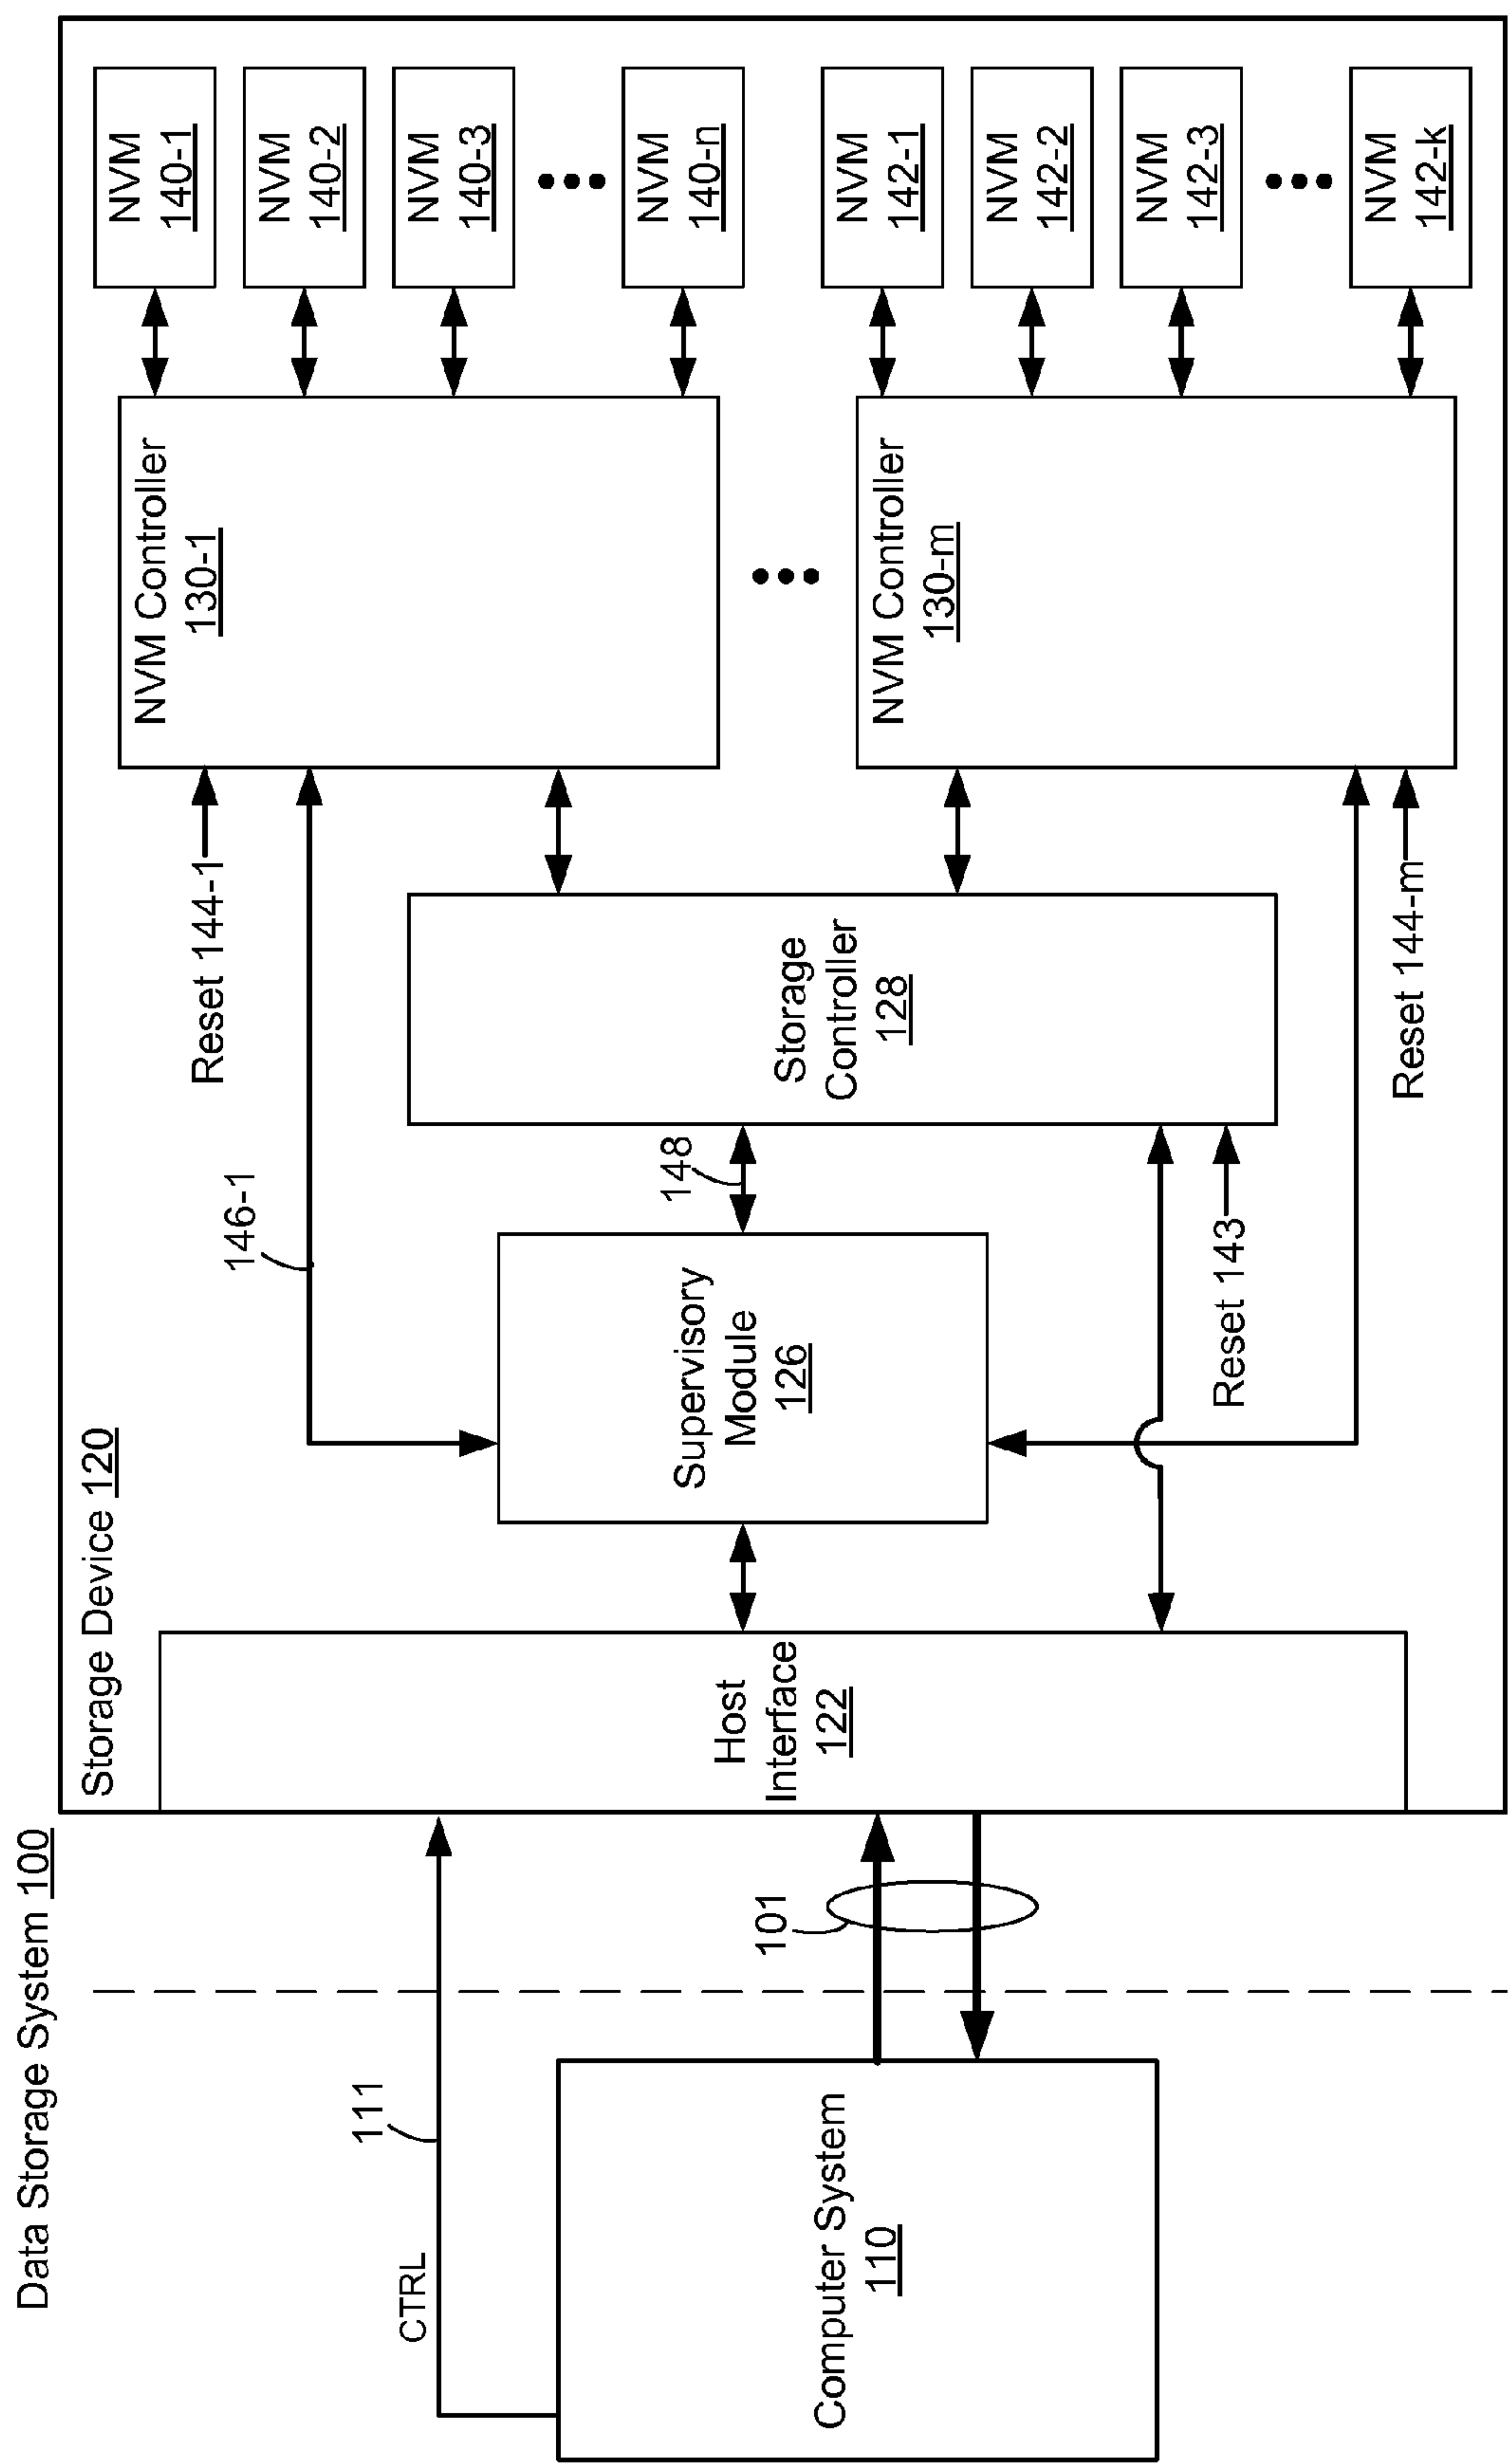 Data Storage System 100
Storage Device 120
CTRL
111
Computer System
110
101
Host
Interface
122
Supervisory
Module
126
146-1
148
Storage
Controller
128
Reset 143
Reset 144-1
Reset 144-m
NVM Controller
130-1
NVM Controller
130-m
NVM
140-1
NVM
140-2
NVM
140-3
NVM
140-n
NVM
142-1
NVM
142-2
NVM
142-3
NVM
142-k